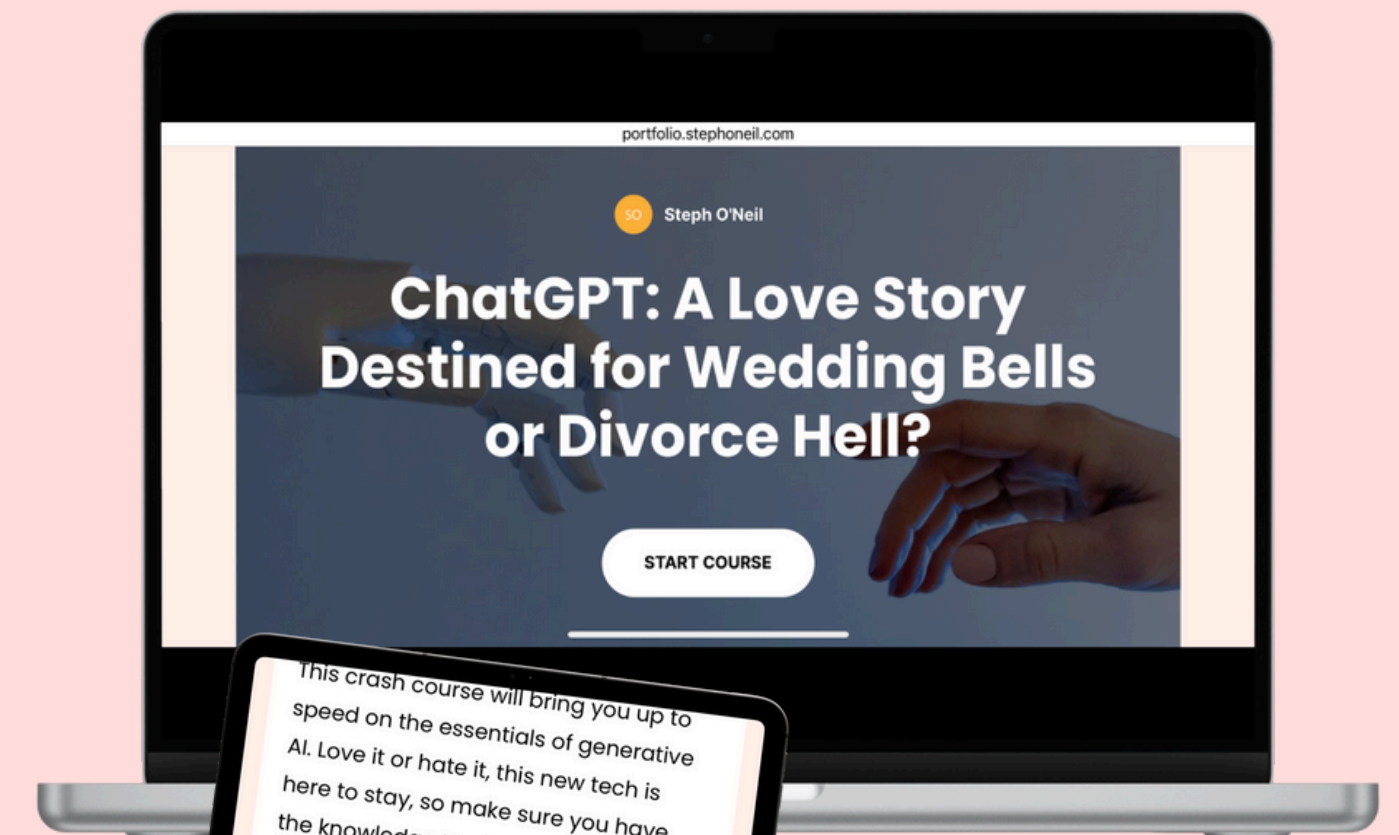 portfolio.stephoneil.com
SO
Steph O'Neil
ChatGPT: A Love Story
Destined for Wedding Bells
or Divorce Hell?
START COURSE
This crash course will bring you up to
speed on the essentials of generative
AI. Love it or hate it, this new tech is
here to stay, so make sure you have
the